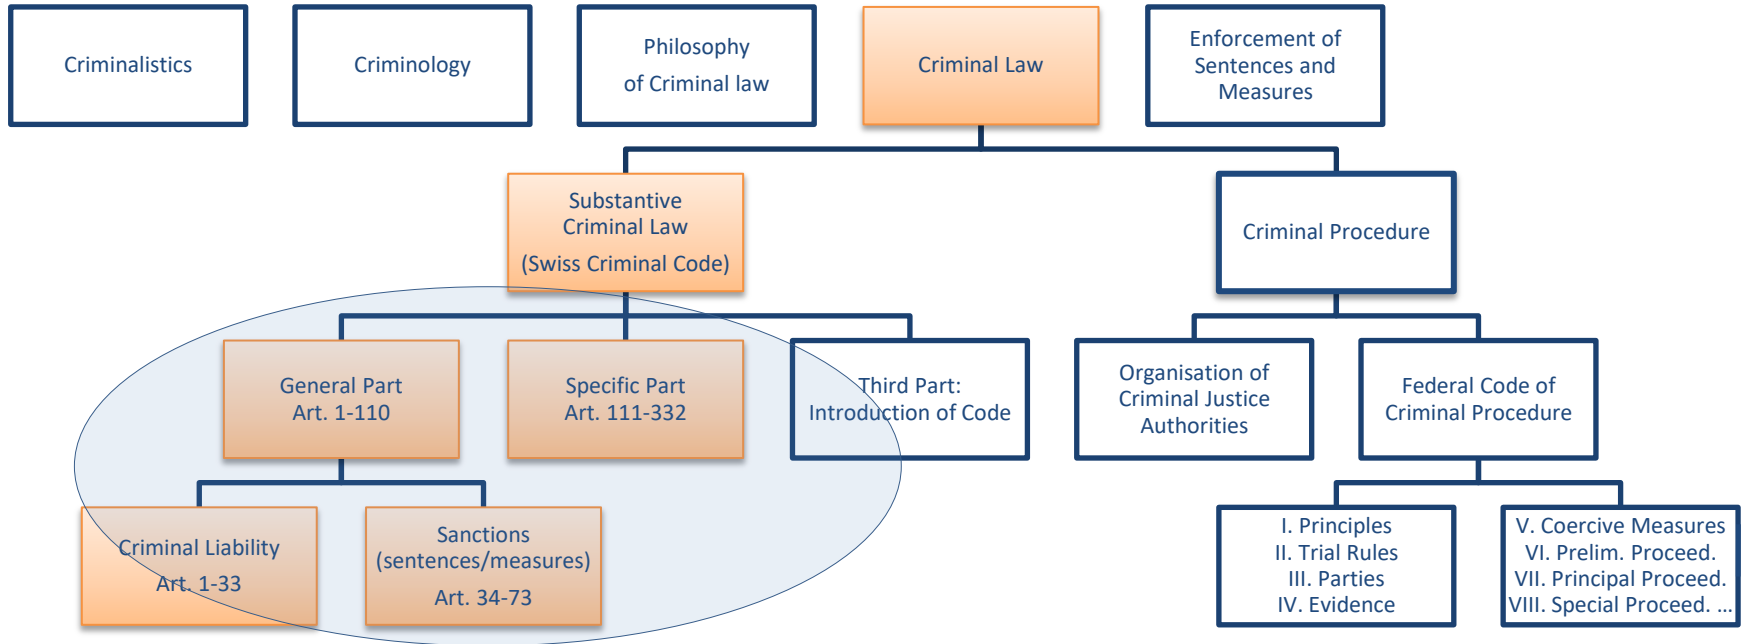 Criminalistics
Criminology
Philosophy
of Criminal law
Criminal Law
Enforcement of
Sentences and
Measures
Substantive
Criminal Law
(Swiss Criminal Code)
Criminal Procedure
General Part
Art. 1-110
Specific Part
Art. 111-332
Third Part:
Introduction of Code
Organisation of
Criminal Justice
Authorities
Federal Code of
Criminal Procedure
Criminal Liability
Art. 1-33
Sanctions
(sentences/measures)
Art. 34-73
I. Principles
II. Trial Rules
III. Parties
IV. Evidence
V. Coercive Measures
VI. Prelim. Proceed.
VII. Principal Proceed.
VIII. Special Proceed. ...